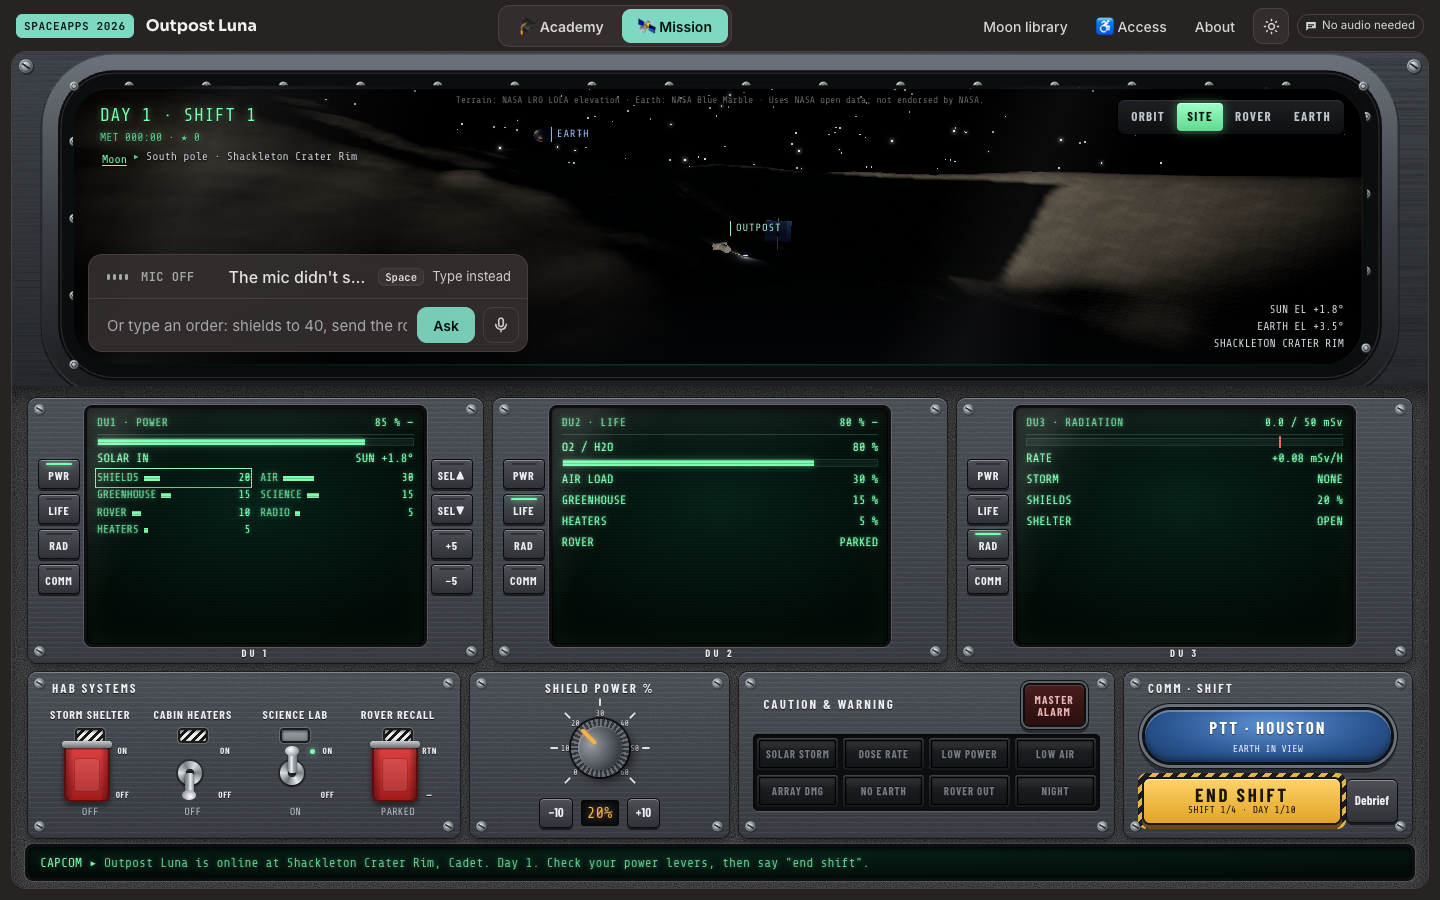 SPACEAPPS 2026
Outpost Luna
Academy
Mission
Moon library
Access
About
No audio needed
DAY 1 · SHIFT 1
MET 000:00 · ★ 0
Moon ▸ South pole · Shackleton Crater Rim
Terrain: NASA LRO LOLA elevation · Earth: NASA Blue Marble · Uses NASA open data; not endorsed by NASA.
ORBIT SITE ROVER EARTH
EARTH
OUTPOST
MIC OFF The mic didn't s... Space Type instead
Or type an order: shields to 40, send the ro
Ask
SUN EL +1.8°
EARTH EL +3.5°
SHACKLETON CRATER RIM
PWR
LIFE
RAD
COMM
DU1 · POWER 85 % —
SOLAR IN SUN +1.8°
SHIELDS 20 AIR 30
GREENHOUSE 15 SCIENCE 15
ROVER 10 RADIO 5
HEATERS 5
SEL▲
SEL▼
+5
−5
DU 1
PWR
LIFE
RAD
COMM
DU2 · LIFE 80 % —
O2 / H2O 80 %
AIR LOAD 30 %
GREENHOUSE 15 %
HEATERS 5 %
ROVER PARKED
DU 2
PWR
LIFE
RAD
COMM
DU3 · RADIATION 0.0 / 50 mSv
RATE +0.08 mSv/H
STORM NONE
SHIELDS 20 %
SHELTER OPEN
DU 3
HAB SYSTEMS
STORM SHELTER CABIN HEATERS SCIENCE LAB ROVER RECALL
ON ON ON RTN
OFF OFF OFF —
OFF OFF ON PARKED
SHIELD POWER %
0 10 20 30 40 50 60
−10 20% +10
CAUTION & WARNING
MASTER
ALARM
SOLAR STORM DOSE RATE LOW POWER LOW AIR
ARRAY DMG NO EARTH ROVER OUT NIGHT
COMM · SHIFT
PTT · HOUSTON
EARTH IN VIEW
END SHIFT
SHIFT 1/4 · DAY 1/10
Debrief
CAPCOM ▸ Outpost Luna is online at Shackleton Crater Rim, Cadet. Day 1. Check your power levers, then say "end shift".